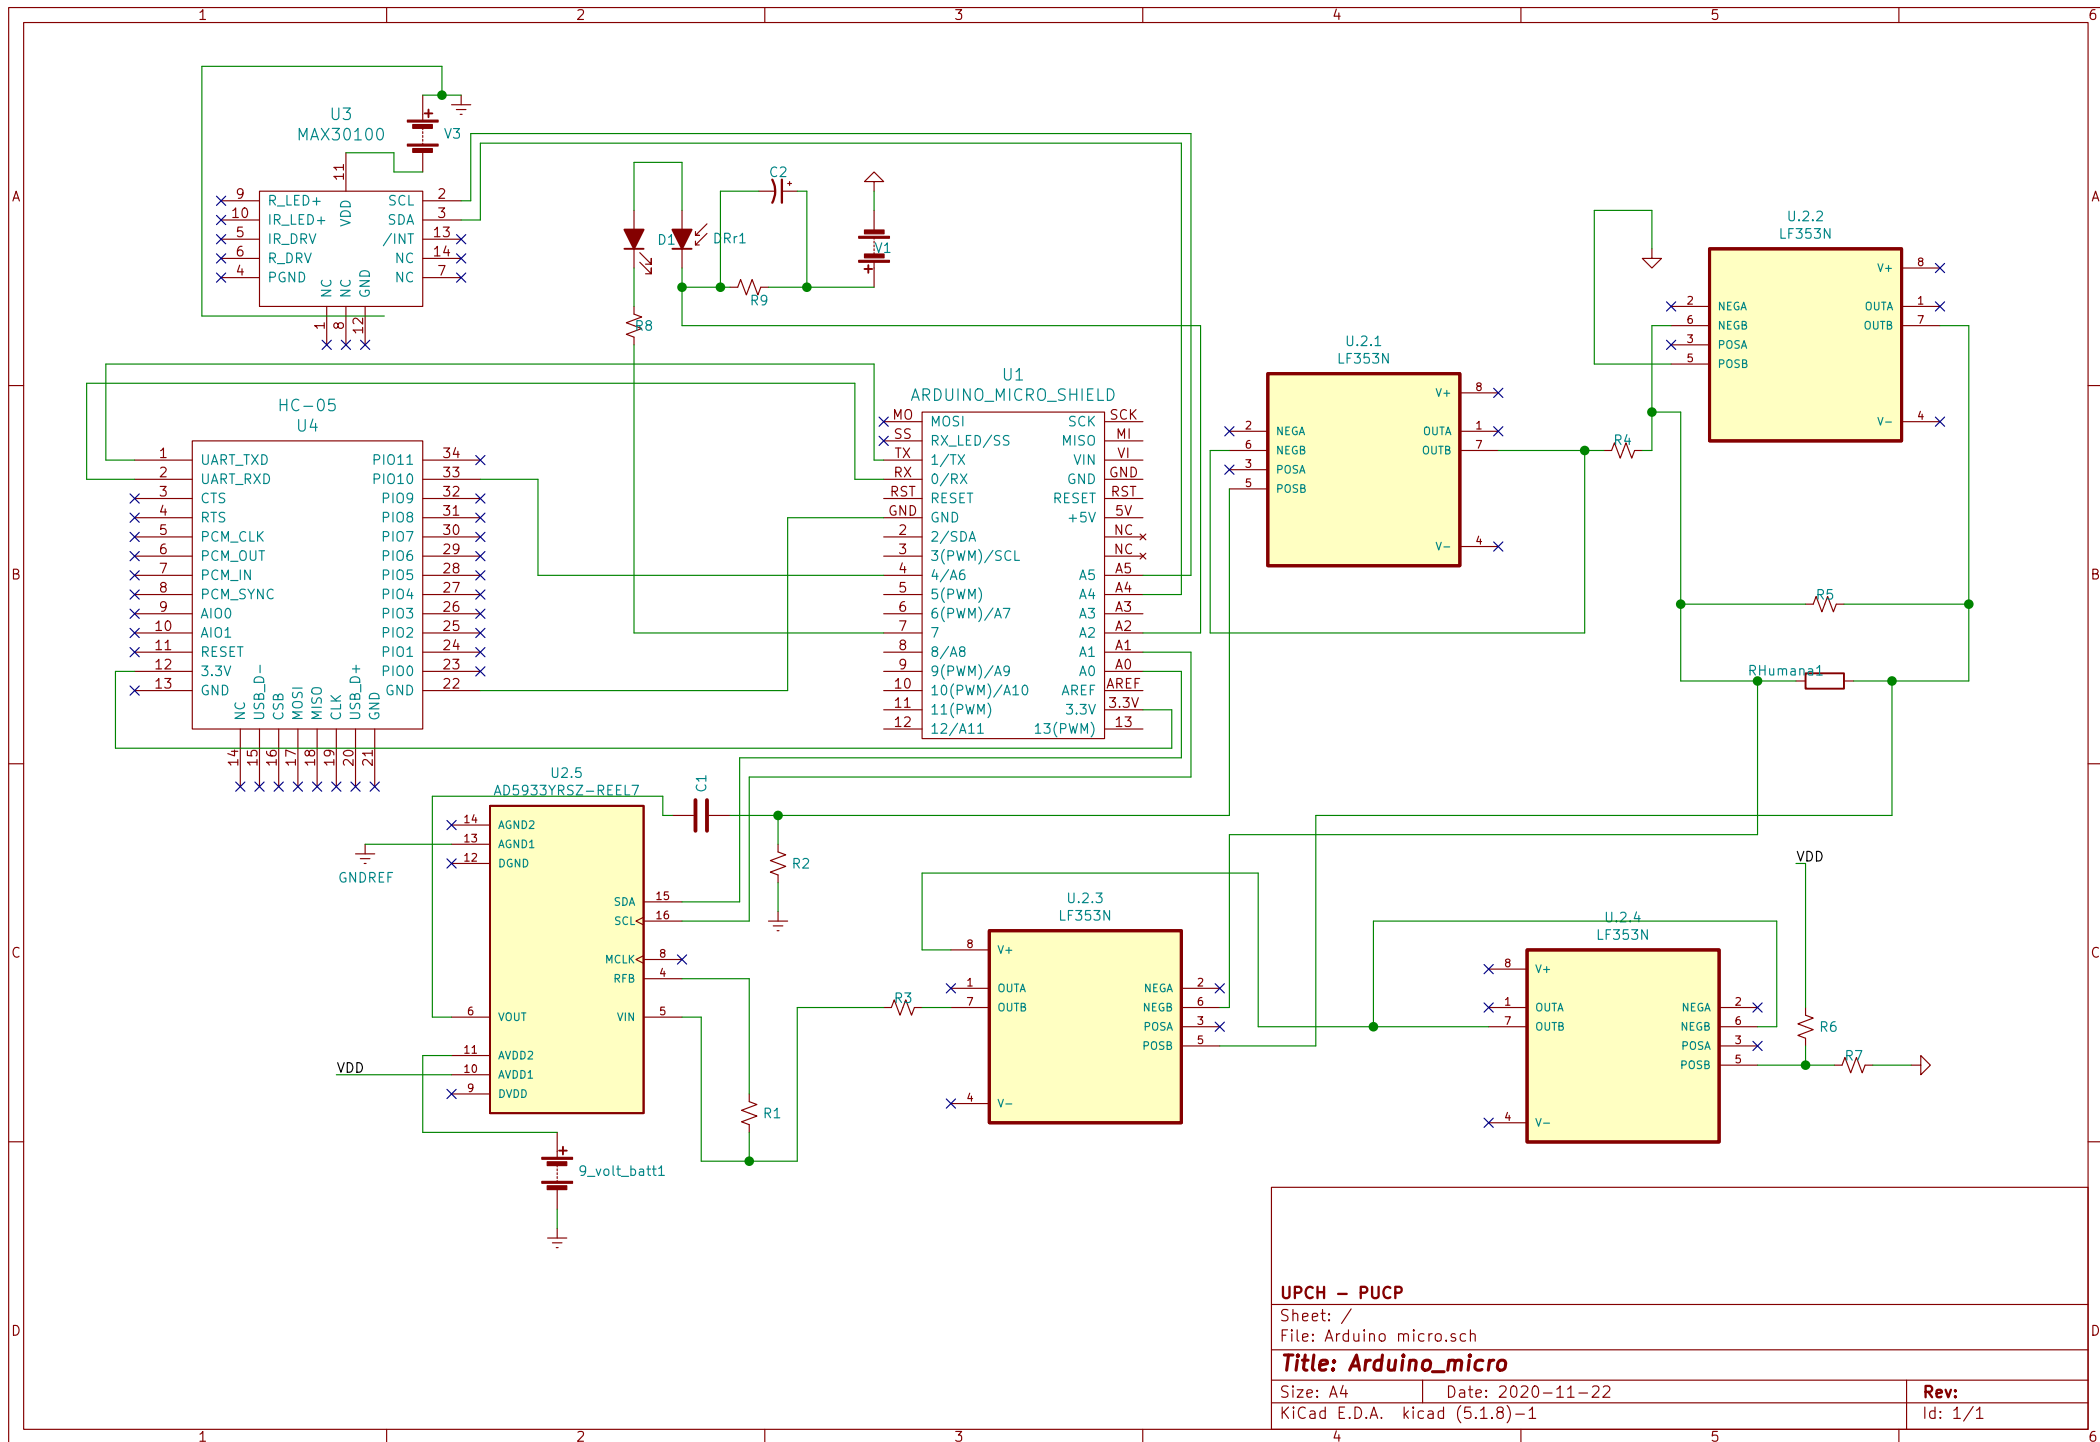 1 2 3 4 5 6
A A
B B
C C
D D
1 2 3 4 5 6
U3
MAX30100
V3
11
VDD
9 R_LED+
10 IR_LED+
5 IR_DRV
6 R_DRV
4 PGND
SCL 2
SDA 3
/INT 13
NC 14
NC 7
NC NC GND
1 8 12
D1
DRr1
C2
R9
V1
R8
HC-05
U4
1 UART_TXD
2 UART_RXD
3 CTS
4 RTS
5 PCM_CLK
6 PCM_OUT
7 PCM_IN
8 PCM_SYNC
9 AIO0
10 AIO1
11 RESET
12 3.3V
13 GND
PIO11 34
PIO10 33
PIO9 32
PIO8 31
PIO7 30
PIO6 29
PIO5 28
PIO4 27
PIO3 26
PIO2 25
PIO1 24
PIO0 23
GND 22
NC USB_D- CSB MOSI MISO CLK USB_D+ GND
14 15 16 17 18 19 20 21
U1
ARDUINO_MICRO_SHIELD
MO MOSI
SS RX_LED/SS
TX 1/TX
RX 0/RX
RST RESET
GND GND
2 2/SDA
3 3(PWM)/SCL
4 4/A6
5 5(PWM)
6 6(PWM)/A7
7 7
8 8/A8
9 9(PWM)/A9
10 10(PWM)/A10
11 11(PWM)
12 12/A11
SCK SCK
MISO MI
VIN VI
GND GND
RESET RST
+5V 5V
NC
NC
A5 A5
A4 A4
A3 A3
A2 A2
A1 A1
A0 A0
AREF AREF
3.3V 3.3V
13(PWM) 13
U.2.1
LF353N
2 NEGA
6 NEGB
3 POSA
5 POSB
V+ 8
OUTA 1
OUTB 7
V- 4
R4
U.2.2
LF353N
2 NEGA
6 NEGB
3 POSA
5 POSB
V+ 8
OUTA 1
OUTB 7
V- 4
R5
RHumana1
U2.5
AD5933YRSZ-REEL7
14 AGND2
13 AGND1
12 DGND
6 VOUT
11 AVDD2
10 AVDD1
9 DVDD
SDA 15
SCL 16
MCLK 8
RFB 4
VIN 5
GNDREF
VDD
9_volt_batt1
C1
R2
R1
R3
U.2.3
LF353N
8 V+
1 OUTA
7 OUTB
4 V-
NEGA 2
NEGB 6
POSA 3
POSB 5
U.2.4
LF353N
8 V+
1 OUTA
7 OUTB
4 V-
NEGA 2
NEGB 6
POSA 3
POSB 5
VDD
R6
R7
UPCH - PUCP
Sheet: /
File: Arduino micro.sch
Title: Arduino_micro
Size: A4 Date: 2020-11-22 Rev:
KiCad E.D.A. kicad (5.1.8)-1 Id: 1/1